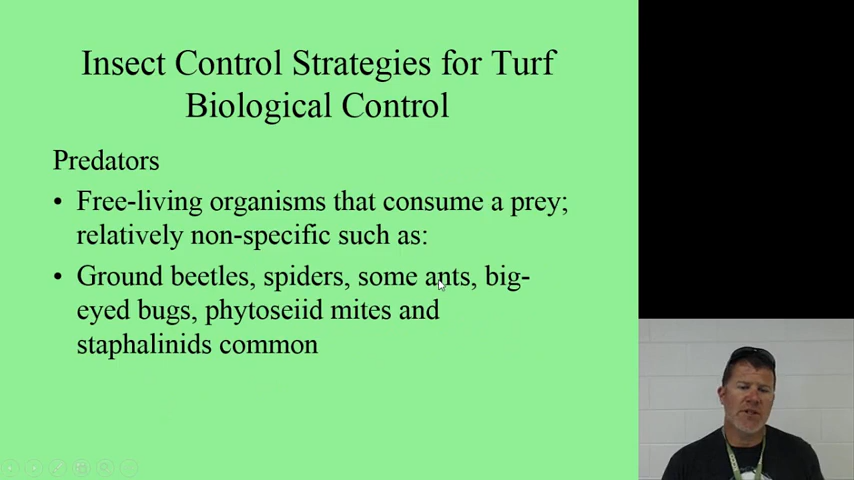 Insect Control Strategies for Turf
Biological Control
Predators
• Free-living organisms that consume a prey;
relatively non-specific such as:
• Ground beetles, spiders, some ants, big-
eyed bugs, phytoseiid mites and
staphalinids common